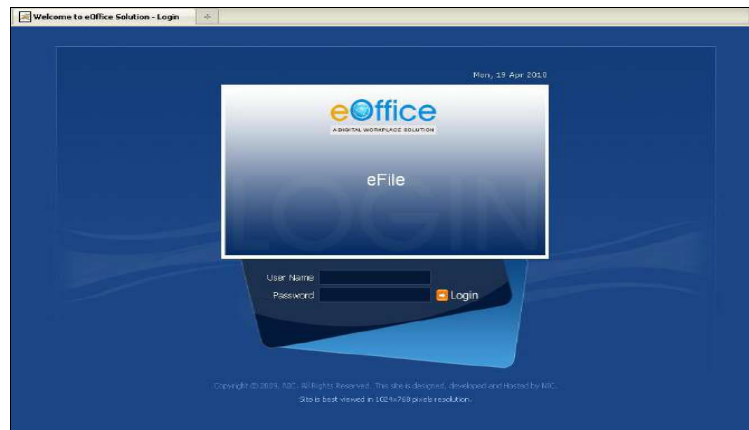 Welcome to eOffice Solution - Login
Mon, 19 Apr 2010
eOffice
A DIGITAL WORKPLACE SOLUTION
eFile
LOGIN
User Name
Password
Login
Copyright © 2009, NIC. All Rights Reserved. This site is designed, developed and Hosted by NIC.
Site is best viewed in 1024x768 pixels resolution.